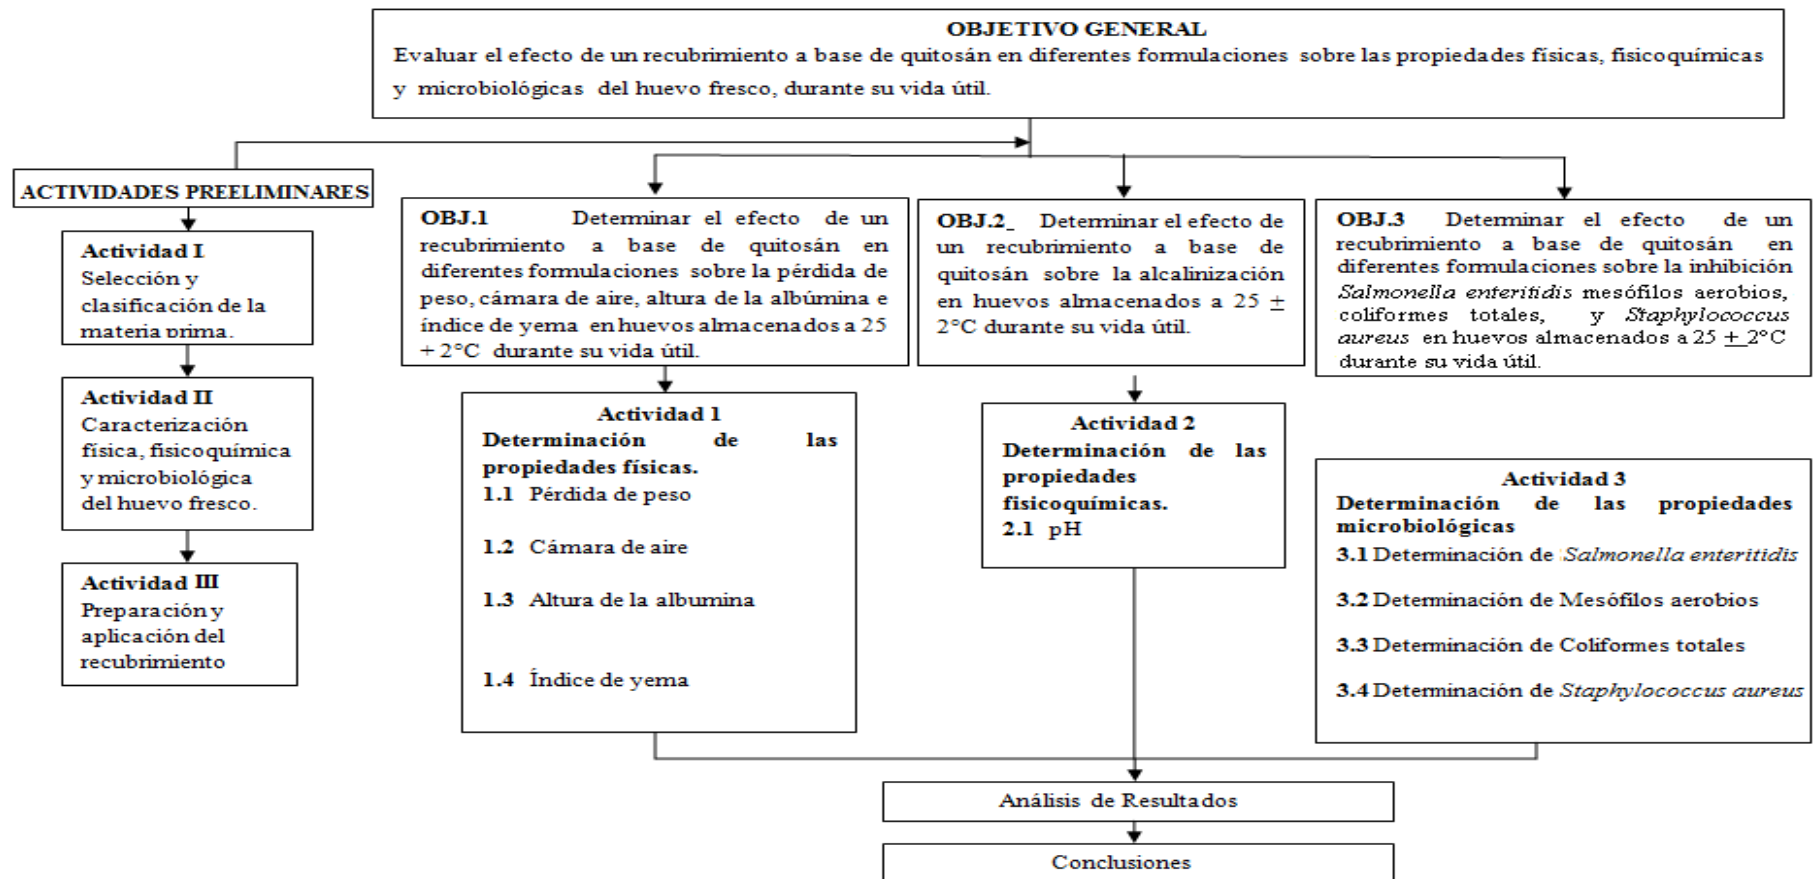 OBJETIVO GENERAL
Evaluar el efecto de un recubrimiento a base de quitosán en diferentes formulaciones sobre las propiedades físicas, fisicoquímicas
y microbiológicas del huevo fresco, durante su vida útil.
ACTIVIDADES PREELIMINARES
Actividad I
Selección y
clasificación de la
materia prima.
Actividad II
Caracterización
física, fisicoquímica
y microbiológica
del huevo fresco.
Actividad III
Preparación y
aplicación del
recubrimiento
OBJ.1 Determinar el efecto de un
recubrimiento a base de quitosán en
diferentes formulaciones sobre la pérdida de
peso, cámara de aire, altura de la albúmina e
índice de yema en huevos almacenados a 25
+ 2°C durante su vida útil.
Actividad 1
Determinación de las
propiedades físicas.
1.1 Pérdida de peso
1.2 Cámara de aire
1.3 Altura de la albumina
1.4 Índice de yema
OBJ.2_ Determinar el efecto de
un recubrimiento a base de
quitosán sobre la alcalinización
en huevos almacenados a 25 ±
2°C durante su vida útil.
Actividad 2
Determinación de las
propiedades
fisicoquímicas.
2.1 pH
OBJ.3 Determinar el efecto de un
recubrimiento a base de quitosán en
diferentes formulaciones sobre la inhibición
Salmonella enteritidis mesófilos aerobios,
coliformes totales, y Staphylococcus
aureus en huevos almacenados a 25 ± 2°C
durante su vida útil.
Actividad 3
Determinación de las propiedades
microbiológicas
3.1 Determinación de Salmonella enteritidis
3.2 Determinación de Mesófilos aerobios
3.3 Determinación de Coliformes totales
3.4 Determinación de Staphylococcus aureus
Análisis de Resultados
Conclusiones